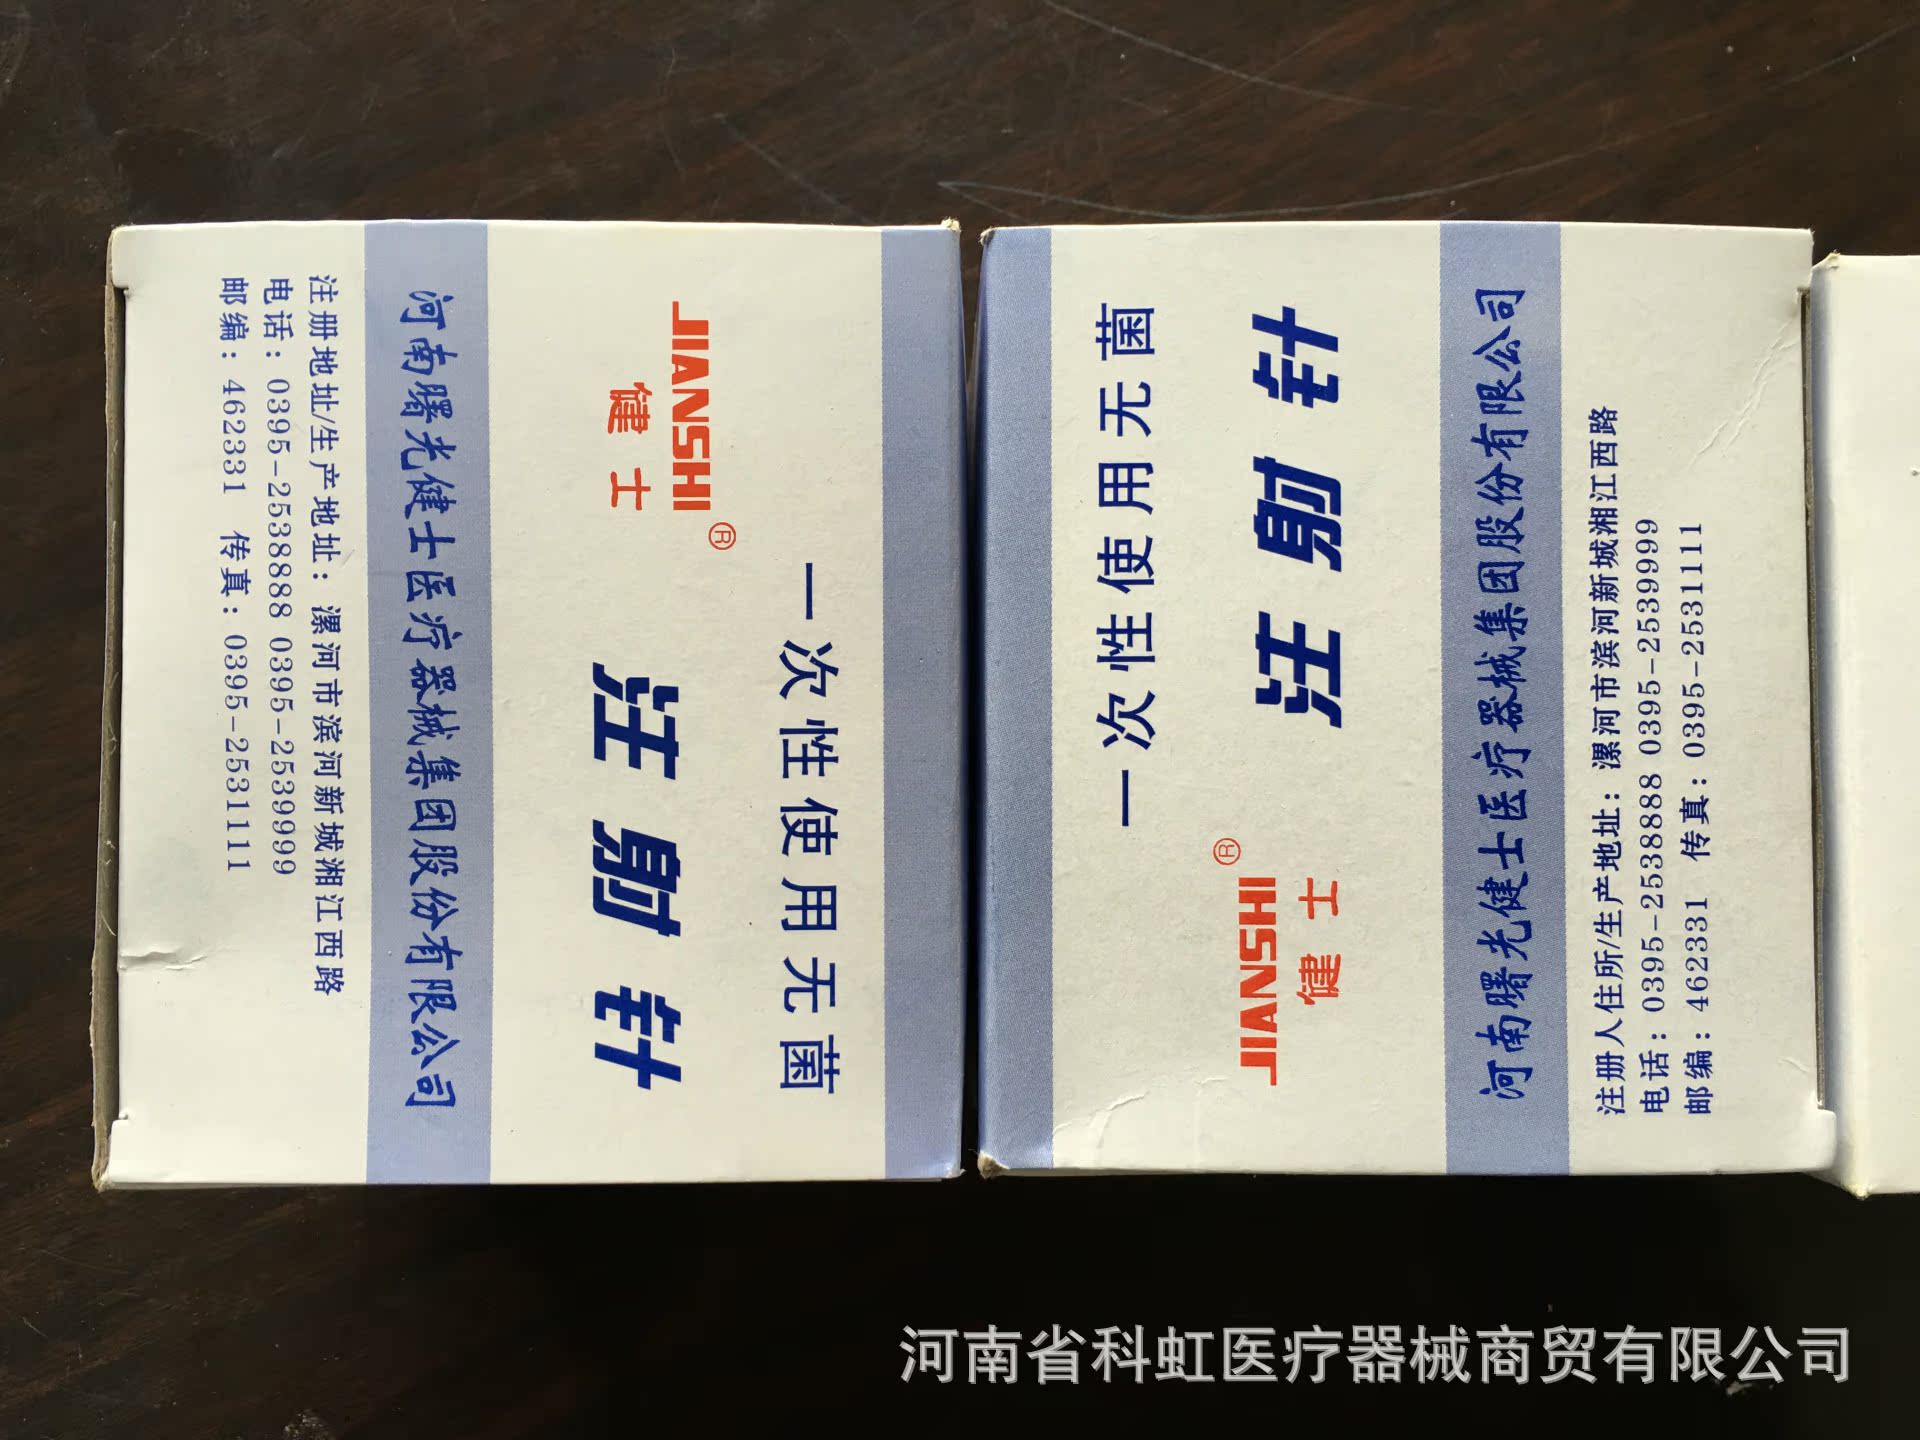 JIANSHI®
健士
一次性使用无菌
注射针
河南曙光健士医疗器械集团股份有限公司
注册地址/生产地址：漯河市滨河新城湘江西路
电话：0395-2538888 0395-2539999
邮编：462331 传真：0395-2531111
一次性使用无菌
注射针
JIANSHI®
健士
河南曙光健士医疗器械集团股份有限公司
注册人住所/生产地址：漯河市滨河新城湘江西路
电话：0395-2538888 0395-2539999
邮编：462331 传真：0395-2531111
河南省科虹医疗器械商贸有限公司